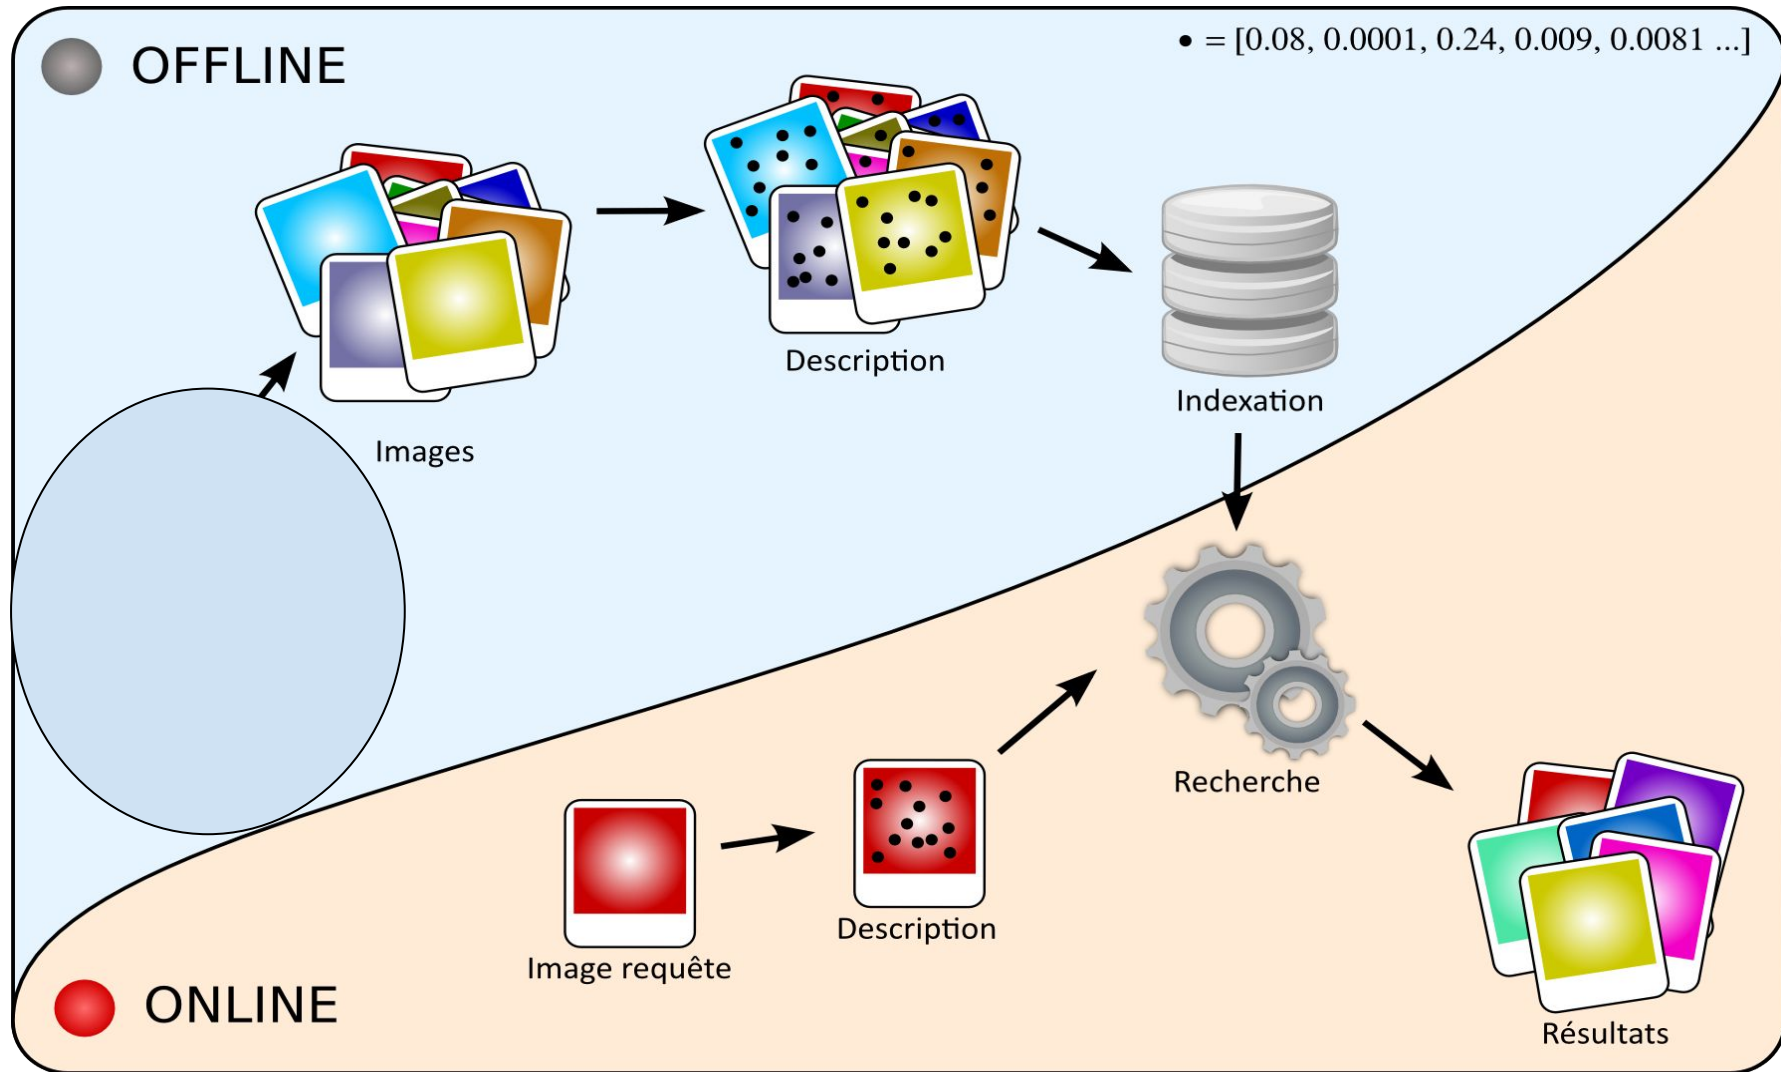 OFFLINE
• = [0.08, 0.0001, 0.24, 0.009, 0.0081 ...]
Images
Description
Indexation
Recherche
Description
Image requête
ONLINE
Résultats